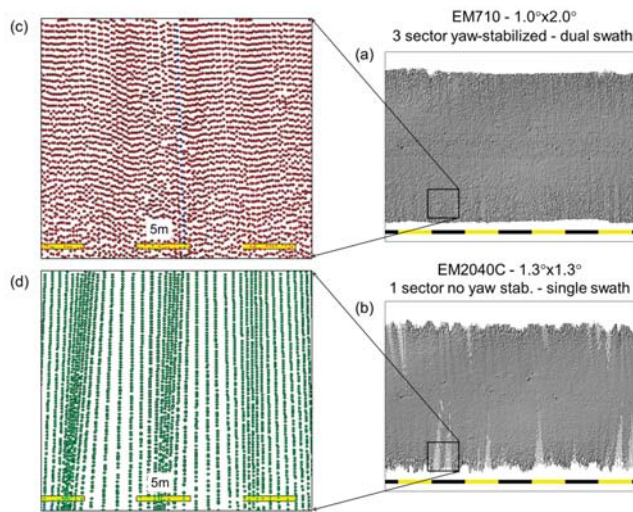 (c)
EM710 - 1.0°x2.0°
3 sector yaw-stabilized - dual swath
(a)
5m
EM2040C - 1.3°x1.3°
1 sector no yaw stab. - single swath
(d)
(b)
5m